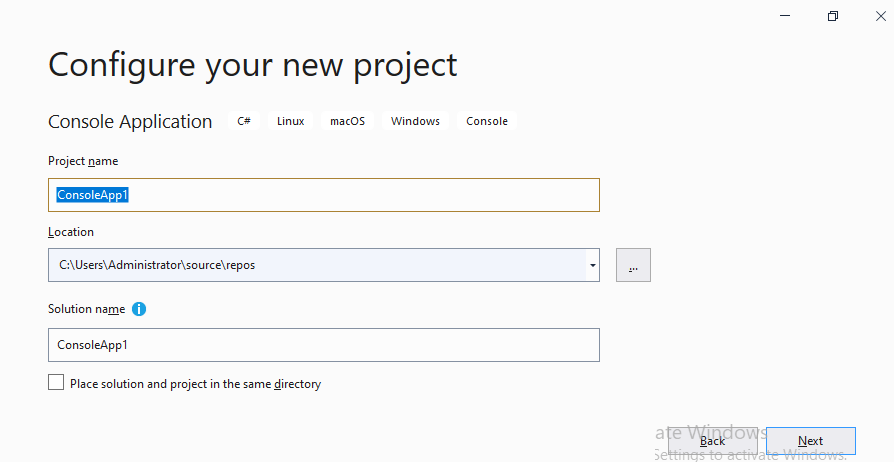 Configure your new project
Console Application C# Linux macOS Windows Console
Project name
ConsoleApp1
Location
C:\Users\Administrator\source\repos
...
Solution name i
ConsoleApp1
Place solution and project in the same directory
ate Windows
Back Next
Settings to activate Windows.